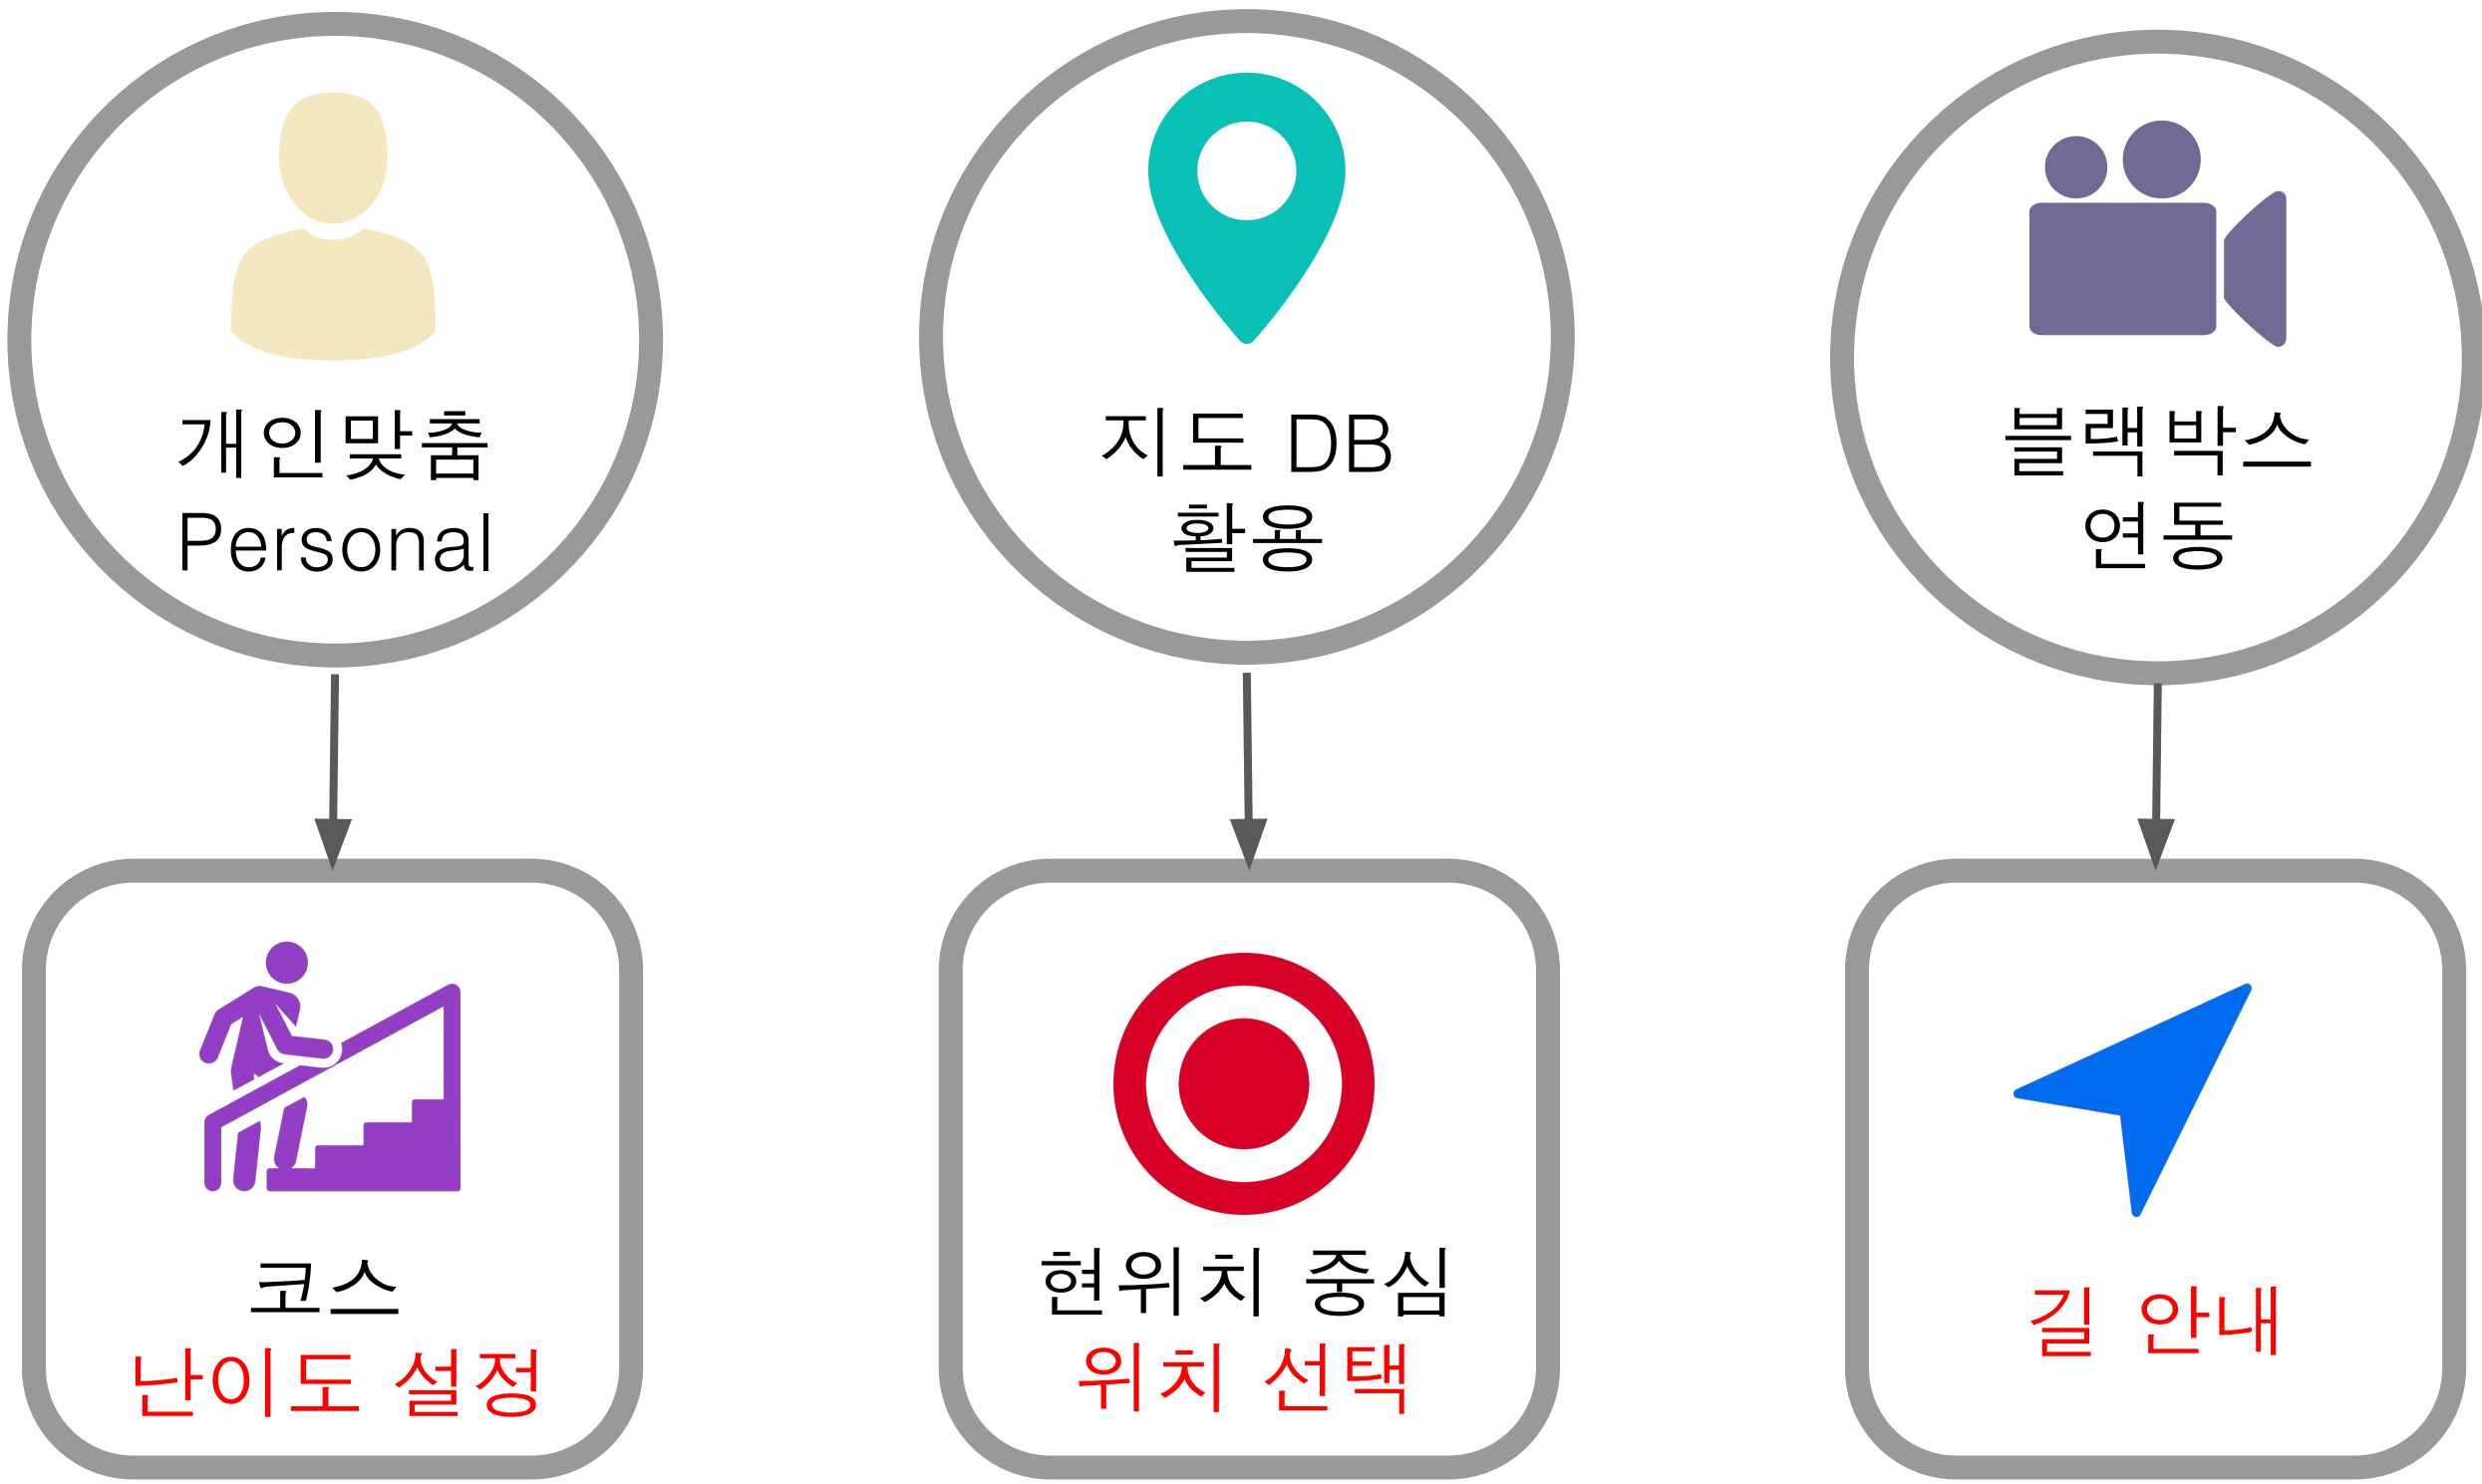 개인맞춤
Personal
지도 DB
활용
블랙박스
연동
코스
난이도 설정
현위치 중심
위치 선택
길 안내